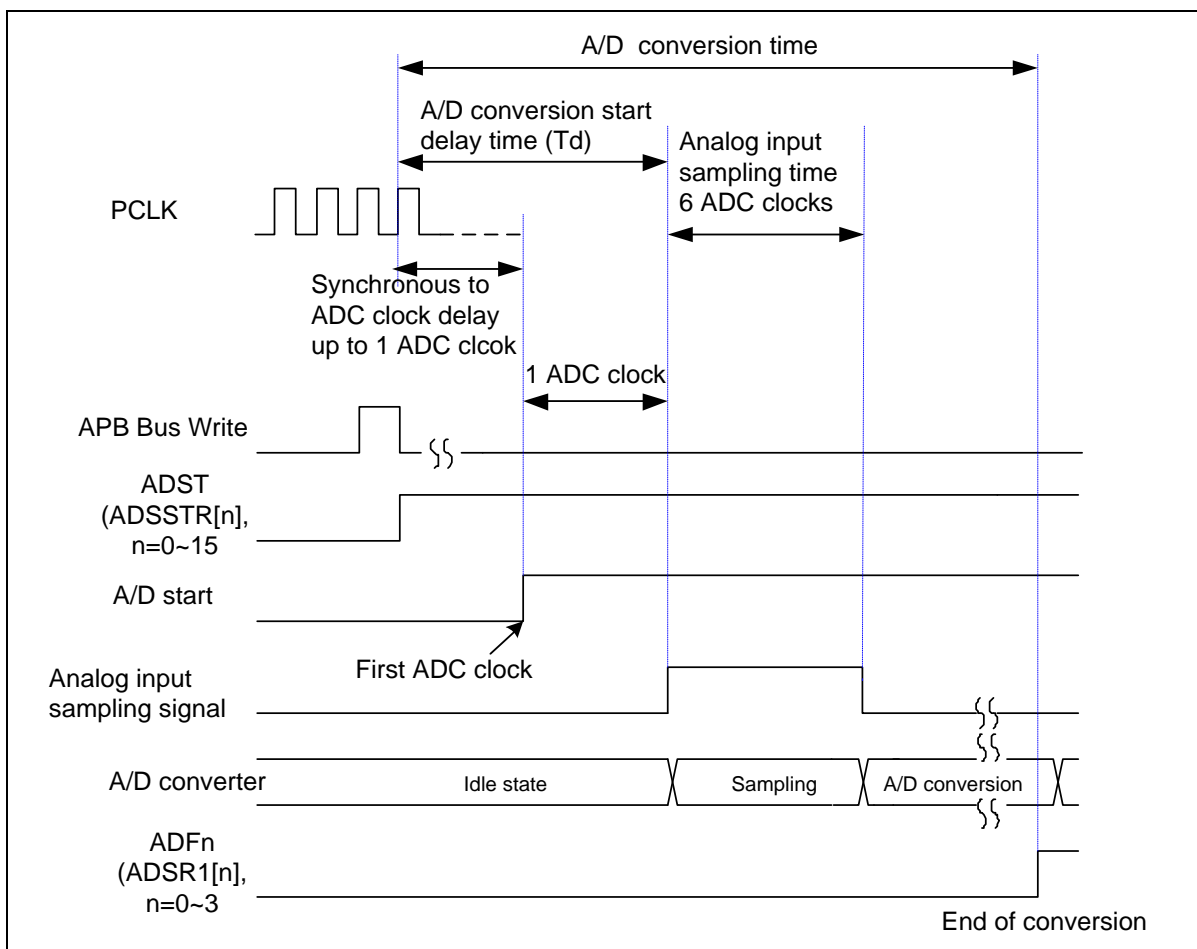 A/D conversion time
A/D conversion start
delay time (Td)
Analog input
sampling time
6 ADC clocks
PCLK
Synchronous to
ADC clock delay
up to 1 ADC clcok
1 ADC clock
APB Bus Write
ADST
(ADSSTR[n],
n=0~15
A/D start
First ADC clock
Analog input
sampling signal
A/D converter
Idle state
Sampling
A/D conversion
ADFn
(ADSR1[n],
n=0~3
End of conversion